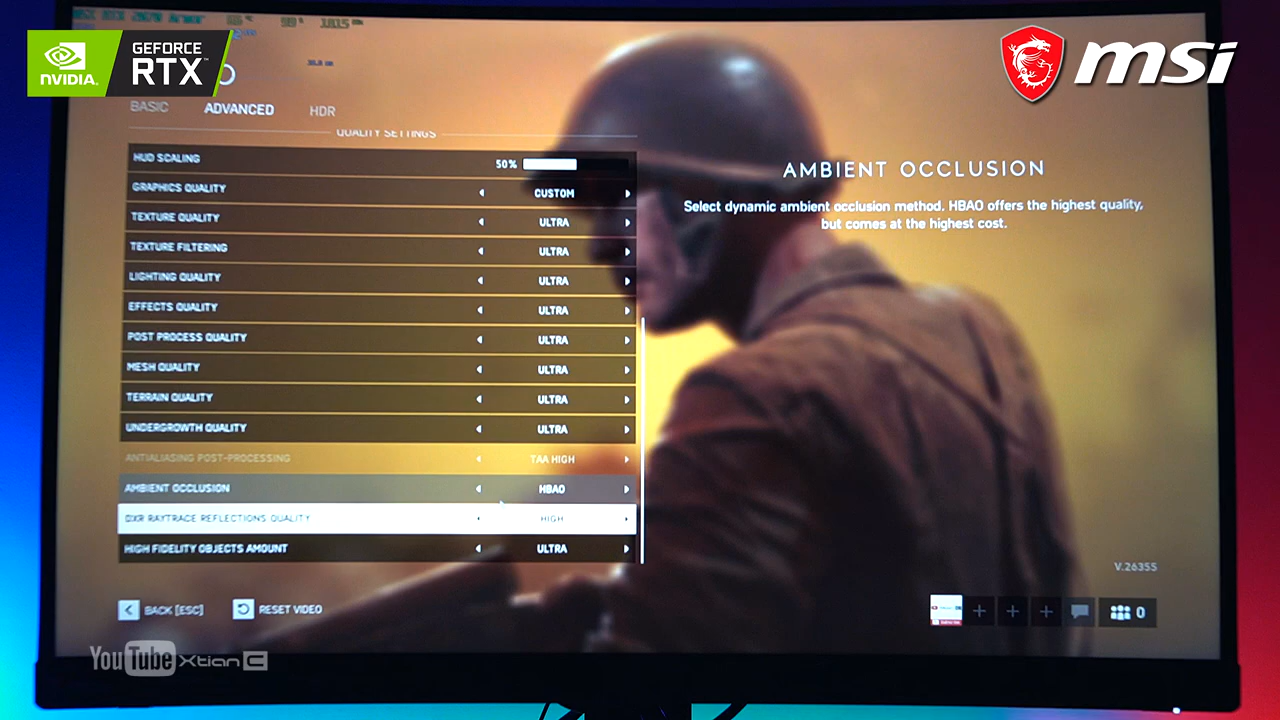 NVIDIA.
GEFORCE
RTX™
msi
BASIC
ADVANCED
HDR
QUALITY SETTINGS
HUD SCALING 50%
GRAPHICS QUALITY CUSTOM
TEXTURE QUALITY ULTRA
TEXTURE FILTERING ULTRA
LIGHTING QUALITY ULTRA
EFFECTS QUALITY ULTRA
POST PROCESS QUALITY ULTRA
MESH QUALITY ULTRA
TERRAIN QUALITY ULTRA
UNDERGROWTH QUALITY ULTRA
ANTIALIASING POST-PROCESSING TAA HIGH
AMBIENT OCCLUSION HBAO
DXR RAYTRACE REFLECTIONS QUALITY HIGH
HIGH FIDELITY OBJECTS AMOUNT ULTRA
AMBIENT OCCLUSION
Select dynamic ambient occlusion method. HBAO offers the highest quality,
but comes at the highest cost.
V.26355
BACK [ESC]
RESET VIDEO
0
YouTube Xtian C